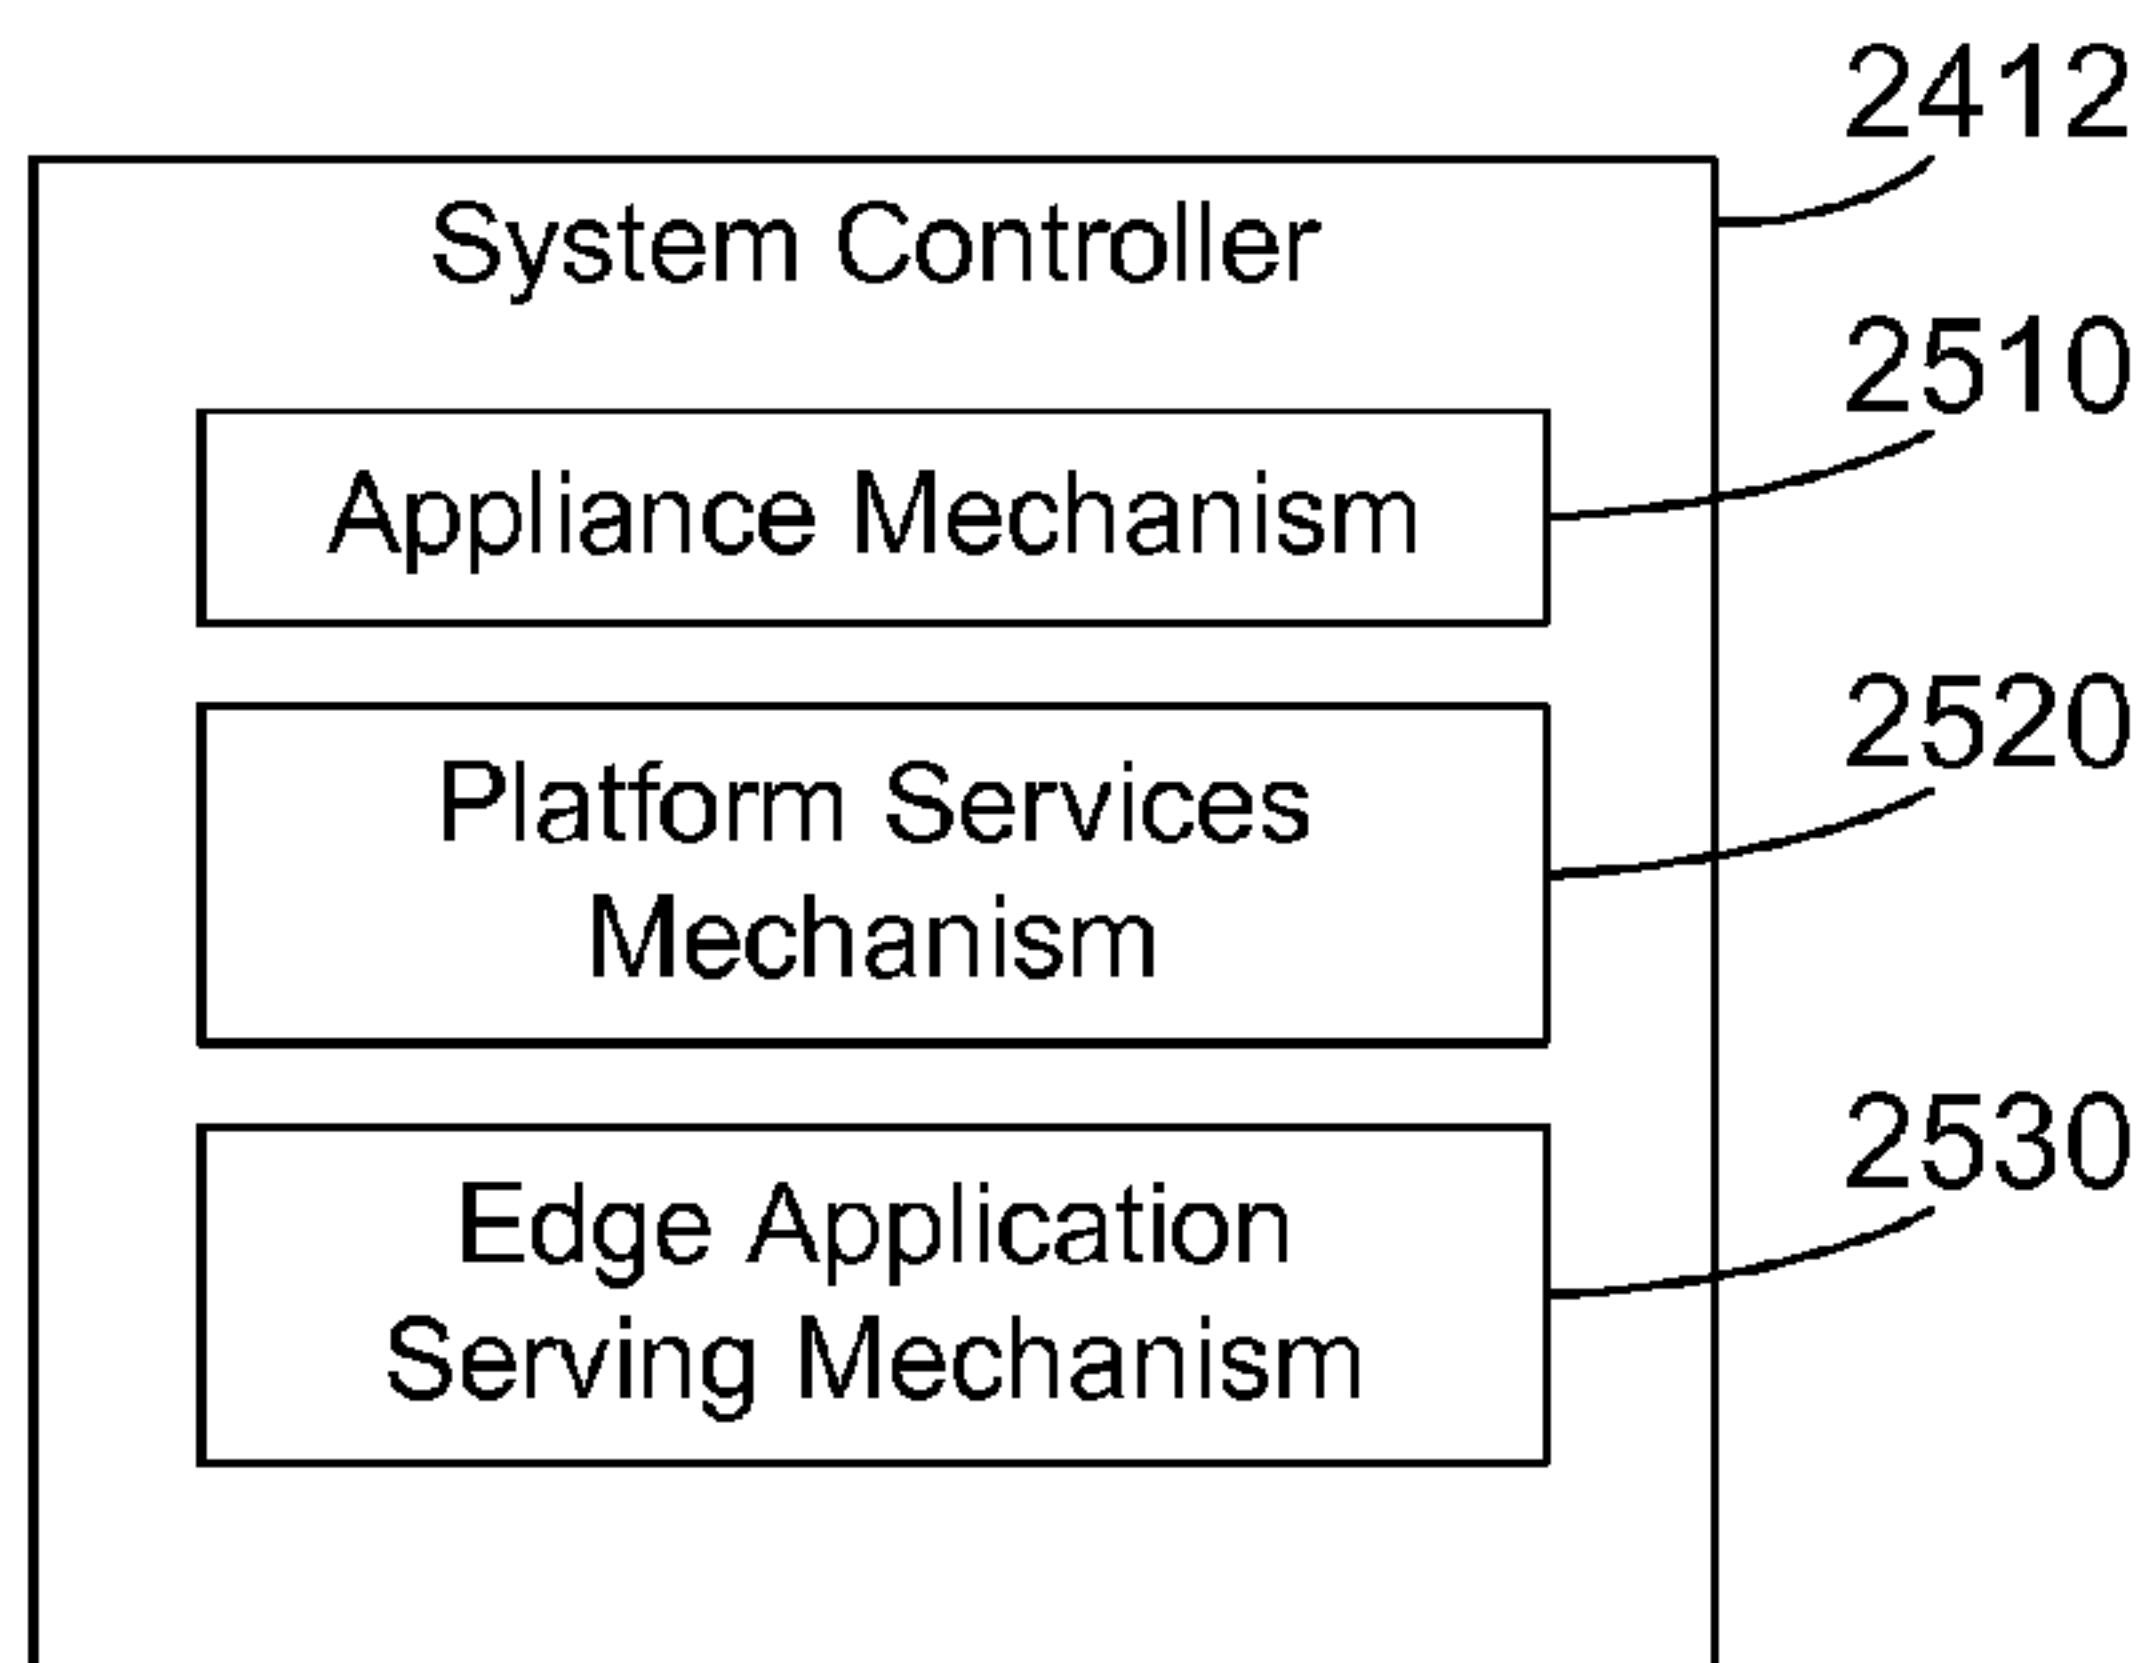 2412
System Controller
2510
Appliance Mechanism
2520
Platform Services
Mechanism
2530
Edge Application
Serving Mechanism